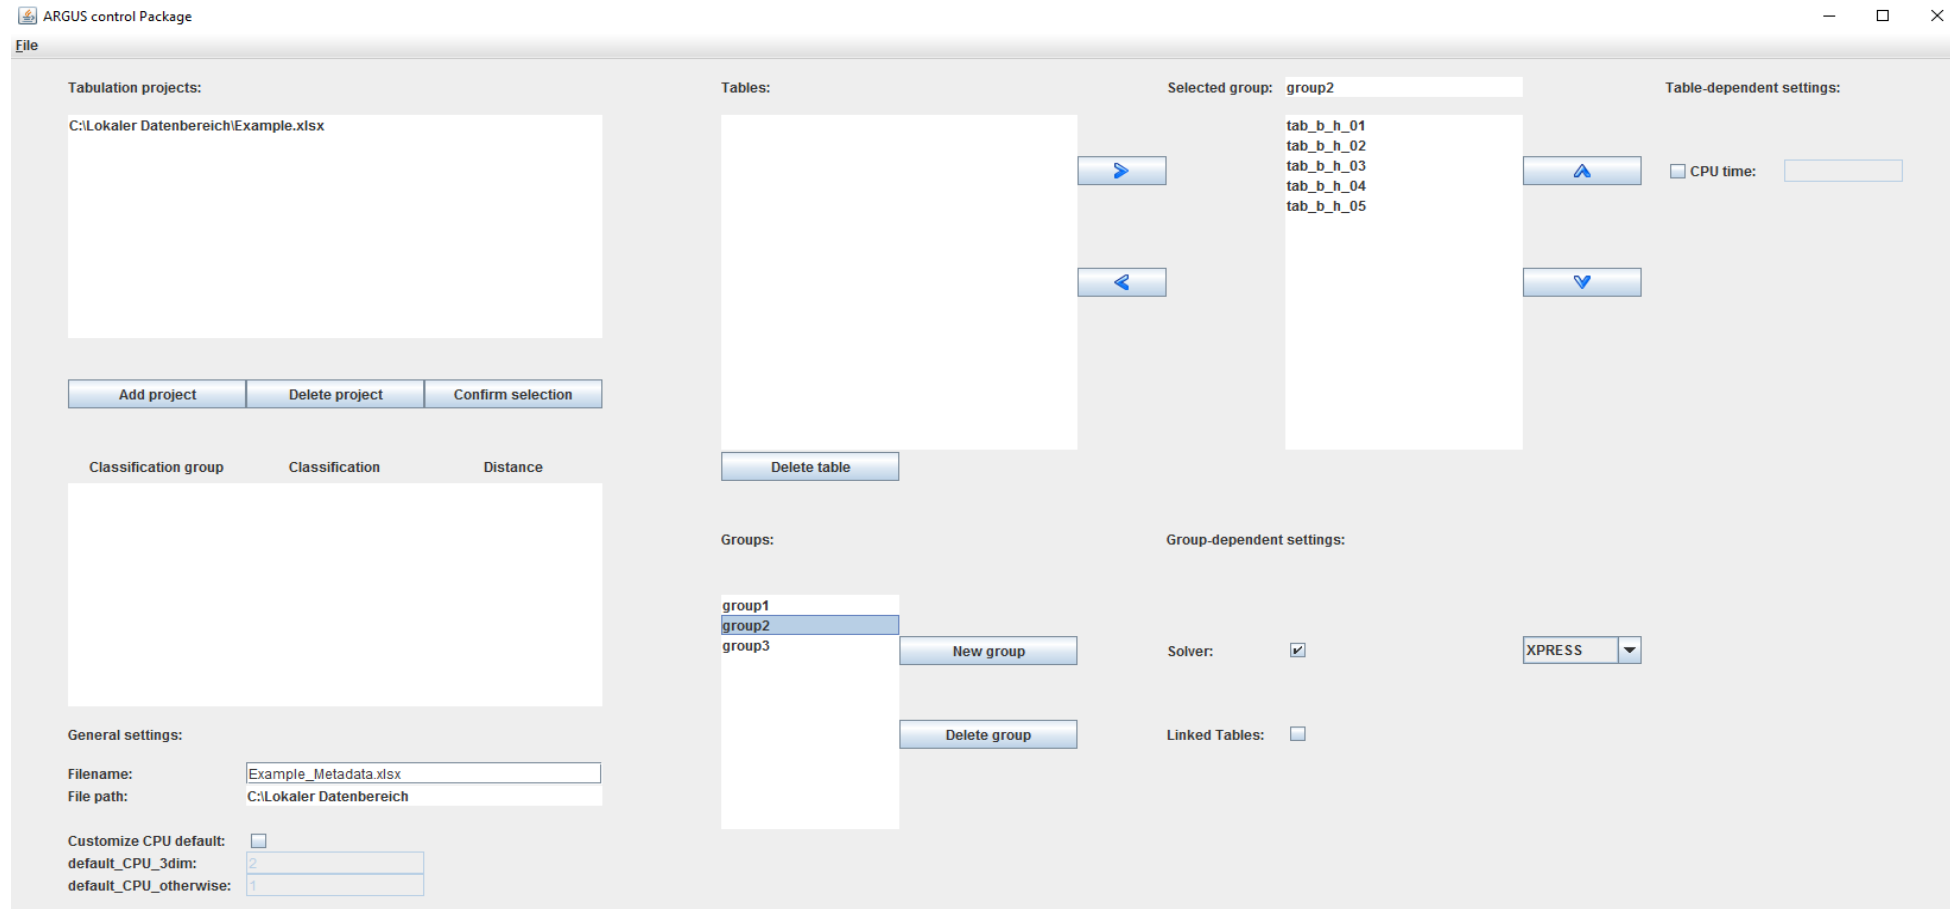 ARGUS control Package
File
Tabulation projects:
C:\Lokaler Datenbereich\Example.xlsx
Add project
Delete project
Confirm selection
Classification group
Classification
Distance
General settings:
Filename:
Example_Metadata.xlsx
File path:
C:\Lokaler Datenbereich
Customize CPU default:
default_CPU_3dim:
2
default_CPU_otherwise:
1
Tables:
Delete table
Groups:
group1
group2
group3
New group
Delete group
Selected group:
group2
tab_b_h_01
tab_b_h_02
tab_b_h_03
tab_b_h_04
tab_b_h_05
Group-dependent settings:
Solver:
XPRESS
Linked Tables:
Table-dependent settings:
CPU time: